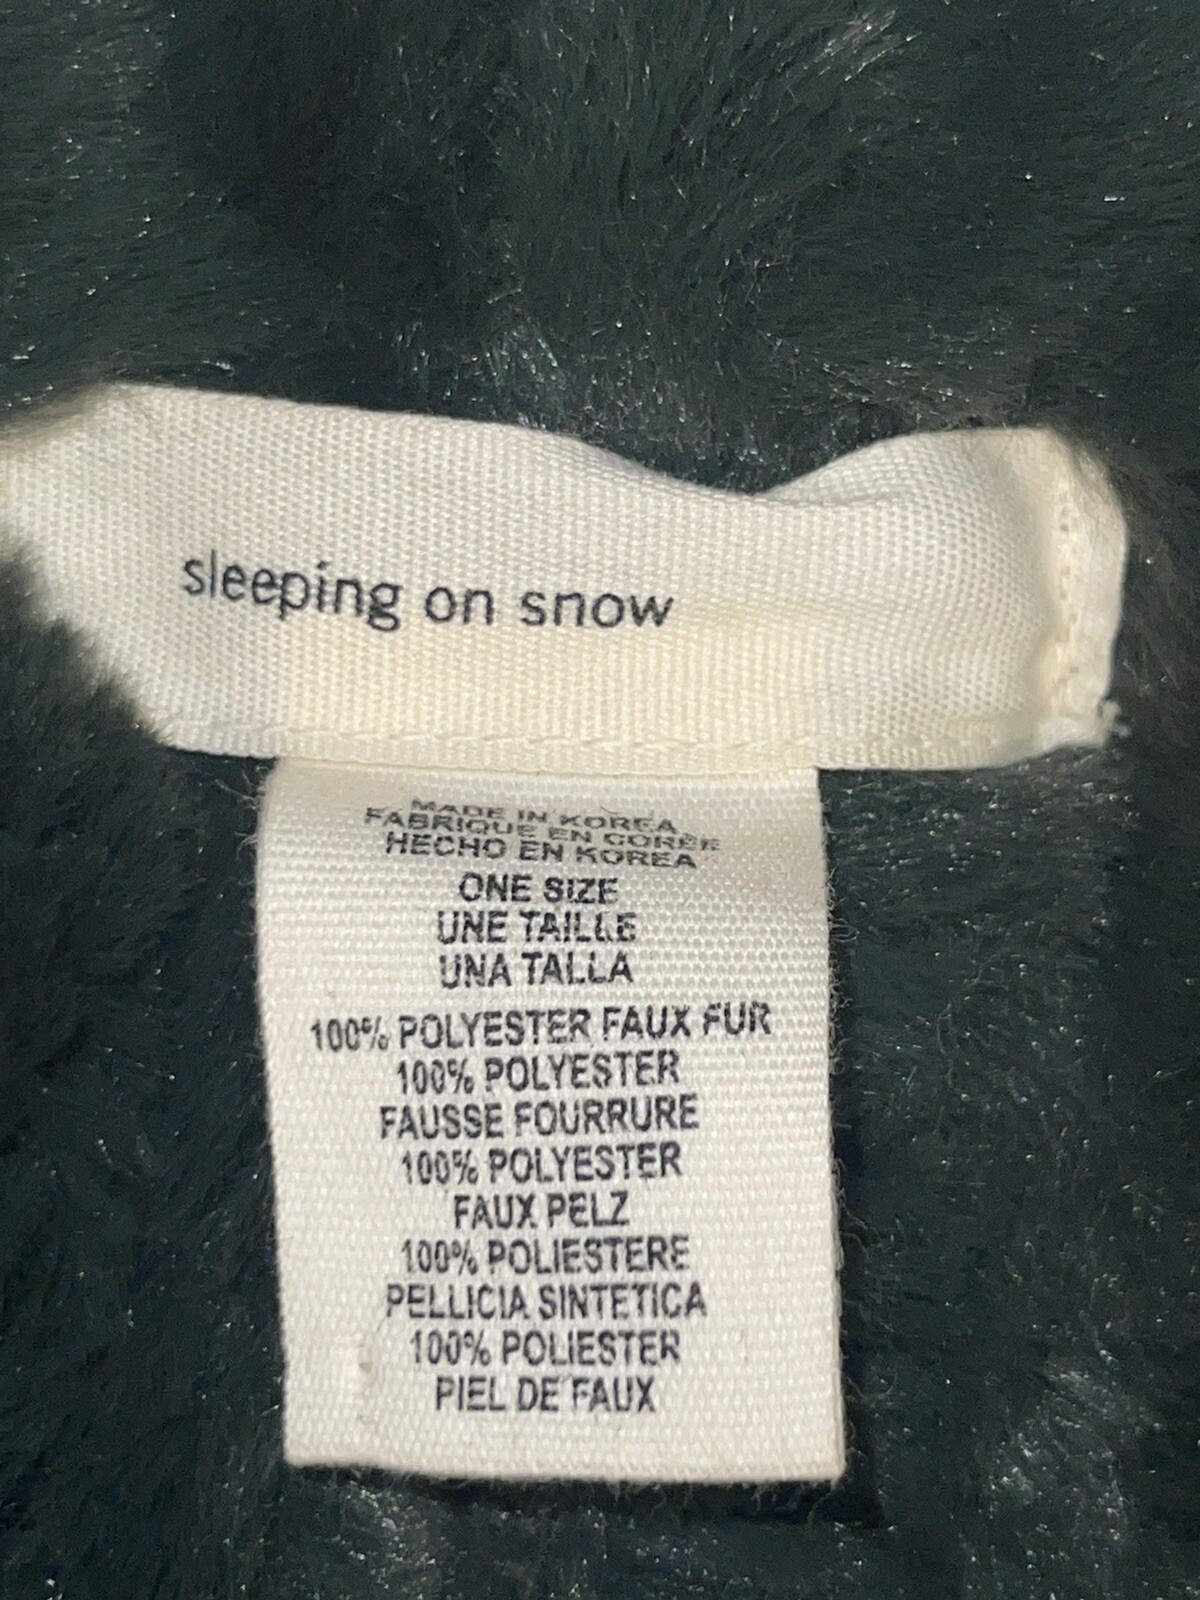 sleeping on snow
MADE IN KOREA
FABRIQUE EN CORÉE
HECHO EN KOREA
ONE SIZE
UNE TAILLE
UNA TALLA
100% POLYESTER FAUX FUR
100% POLYESTER
FAUSSE FOURRURE
100% POLYESTER
FAUX PELZ
100% POLIESTERE
PELLICIA SINTETICA
100% POLIESTER
PIEL DE FAUX